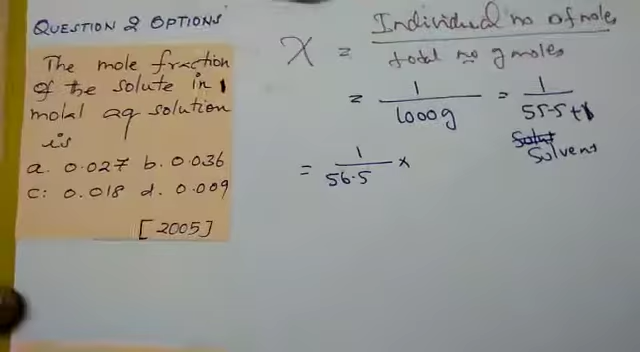 QUESTION 2 OPTIONS
The mole fraction
of the solute in 1
molal aq solution
is
a. 0.027 b. 0.036
c: 0.018 d. 0.009
[2005]
X = Individual no of mole
total no of moles
= 1/1000g = 1/55.5+1
Solvent
= 1/56.5 ×